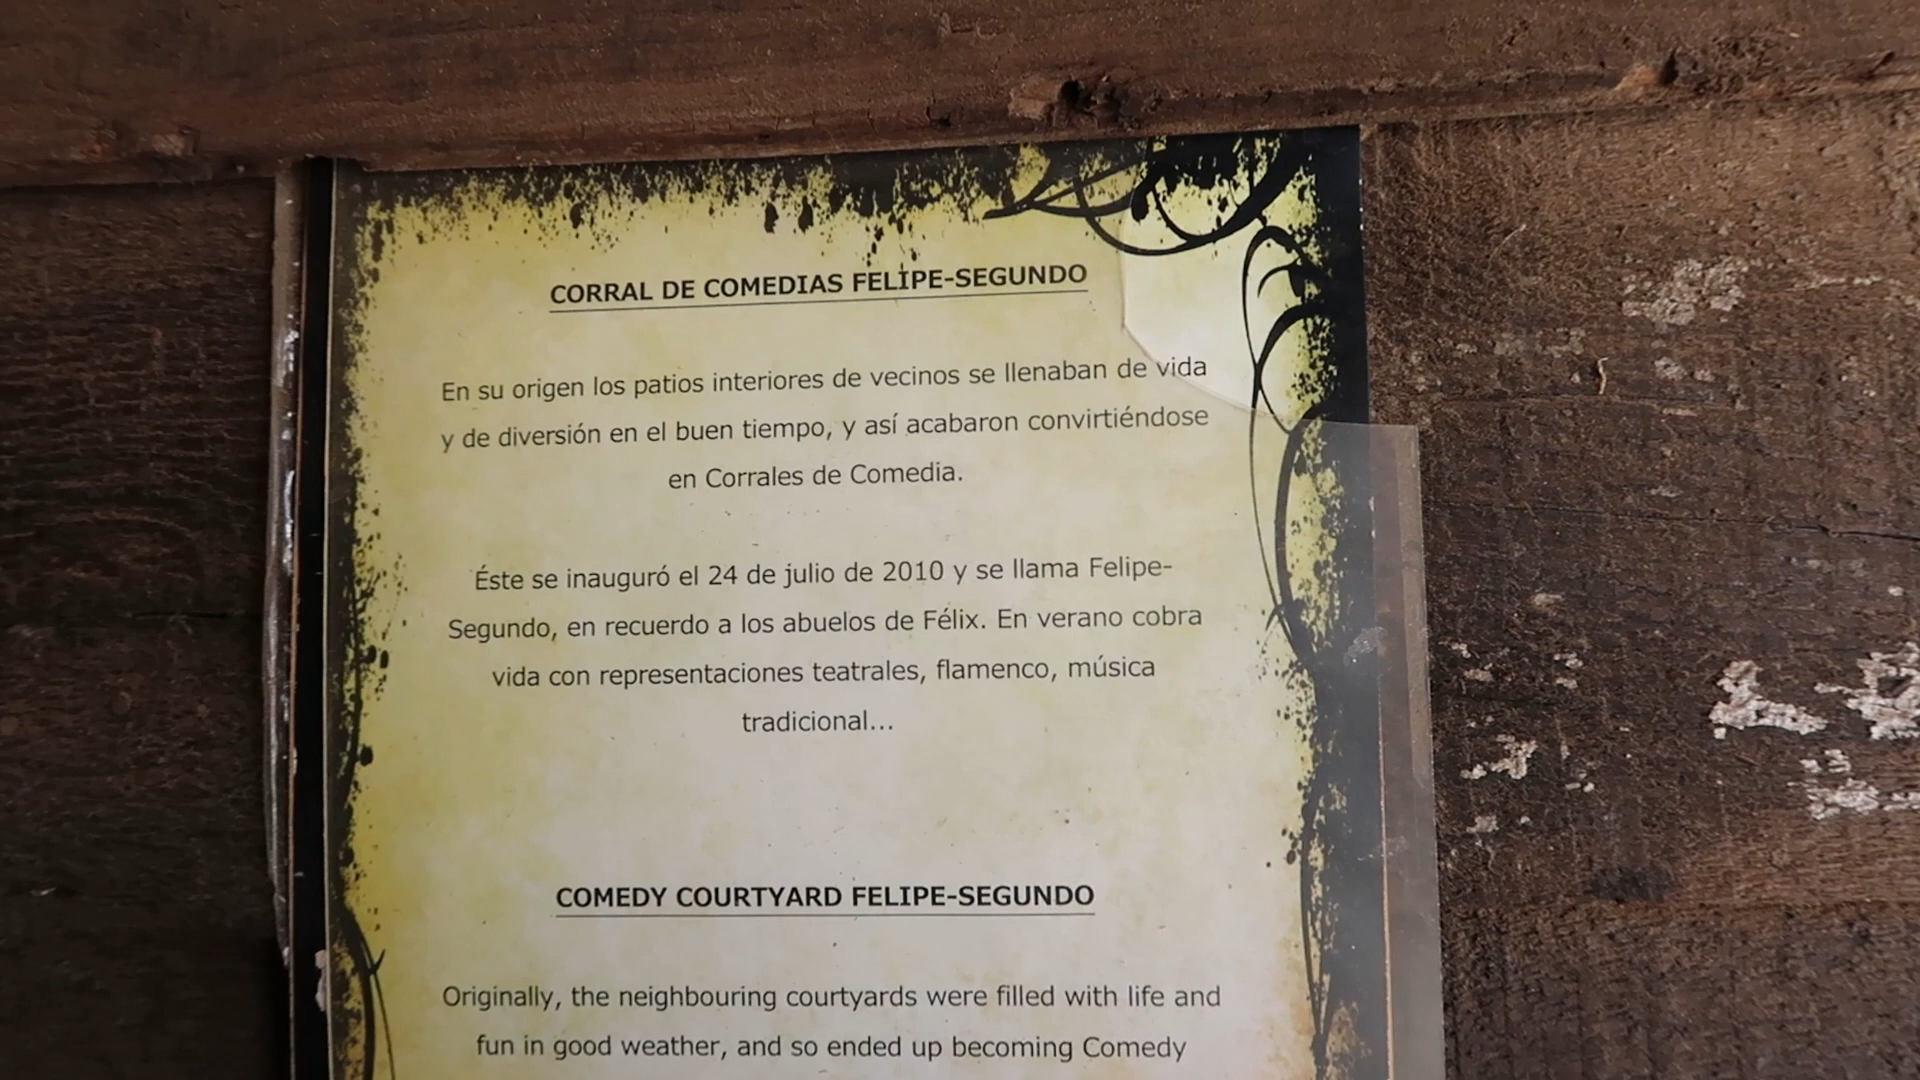 CORRAL DE COMEDIAS FELIPE-SEGUNDO
En su origen los patios interiores de vecinos se llenaban de vida
y de diversión en el buen tiempo, y así acabaron convirtiéndose
en Corrales de Comedia.
Éste se inauguró el 24 de julio de 2010 y se llama Felipe-
Segundo, en recuerdo a los abuelos de Félix. En verano cobra
vida con representaciones teatrales, flamenco, música
tradicional...
COMEDY COURTYARD FELIPE-SEGUNDO
Originally, the neighbouring courtyards were filled with life and
fun in good weather, and so ended up becoming Comedy